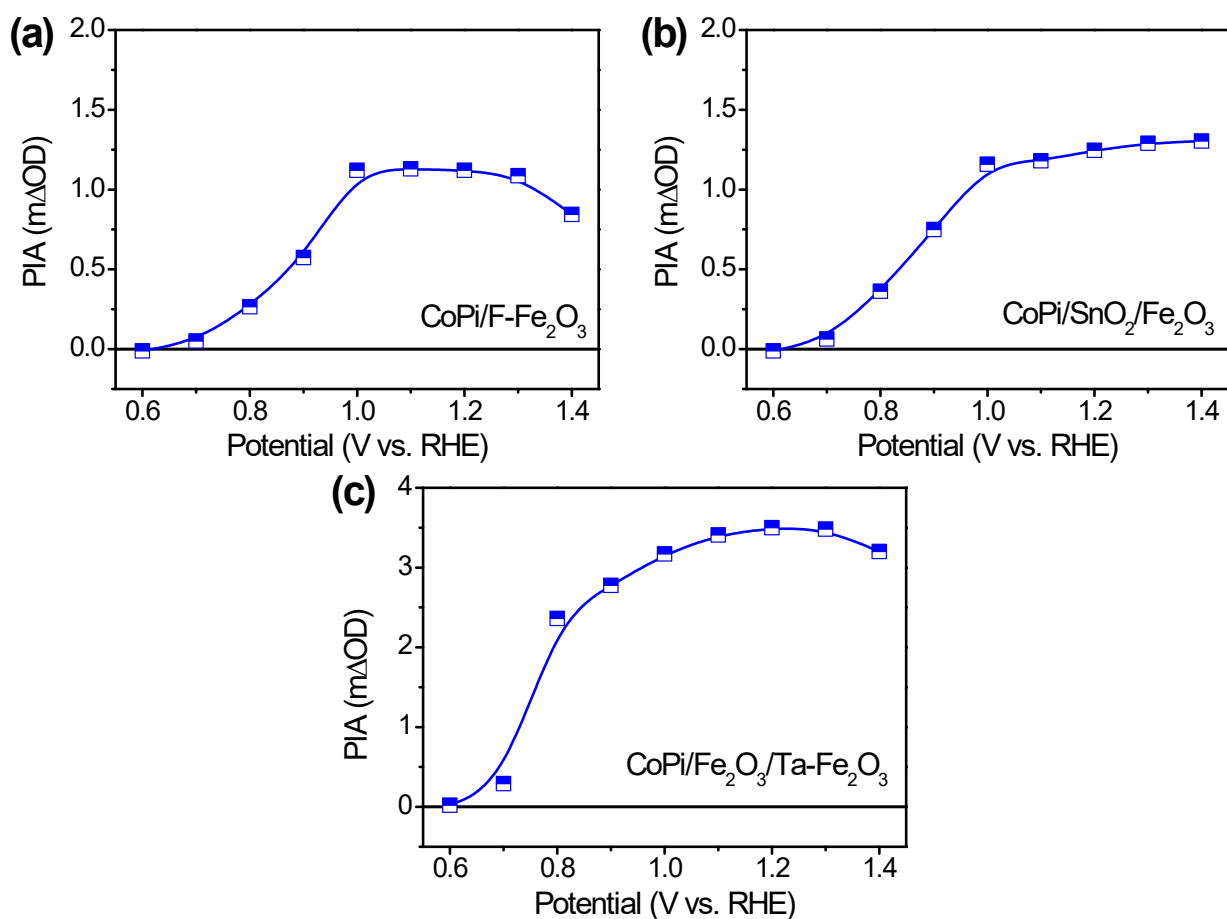 (a)
2.0
1.5
1.0
0.5
0.0
PIA (m∆OD)
CoPi/F-Fe₂O₃
0.6 0.8 1.0 1.2 1.4
Potential (V vs. RHE)
(b)
2.0
1.5
1.0
0.5
0.0
PIA (m∆OD)
CoPi/SnO₂/Fe₂O₃
0.6 0.8 1.0 1.2 1.4
Potential (V vs. RHE)
(c)
4
3
2
1
0
PIA (m∆OD)
CoPi/Fe₂O₃/Ta-Fe₂O₃
0.6 0.8 1.0 1.2 1.4
Potential (V vs. RHE)